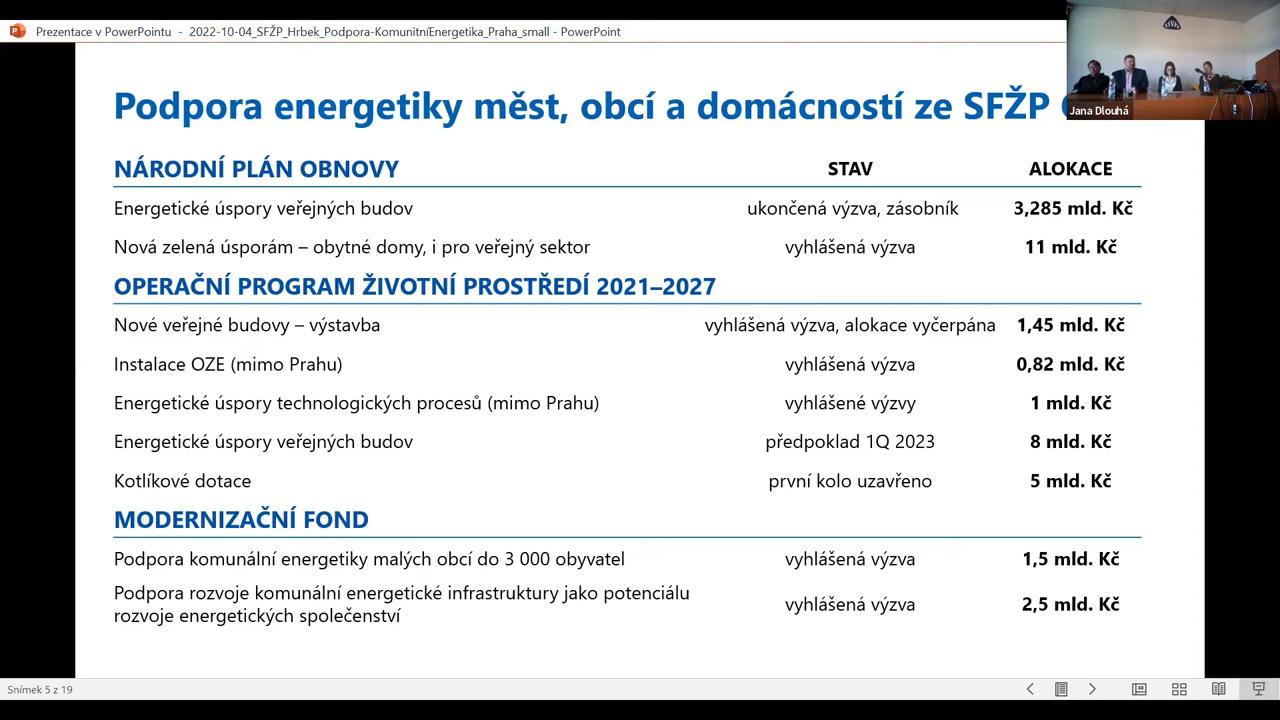 Prezentace v PowerPointu - 2022-10-04_SFŽP_Hrbek_Podpora-KomunitníEnergetika_Praha_small - PowerPoint
Jana Dlouhá
Podpora energetiky měst, obcí a domácností ze SFŽP
NÁRODNÍ PLÁN OBNOVY STAV ALOKACE
Energetické úspory veřejných budov ukončená výzva, zásobník 3,285 mld. Kč
Nová zelená úsporám – obytné domy, i pro veřejný sektor vyhlášená výzva 11 mld. Kč
OPERAČNÍ PROGRAM ŽIVOTNÍ PROSTŘEDÍ 2021–2027
Nové veřejné budovy – výstavba vyhlášená výzva, alokace vyčerpána 1,45 mld. Kč
Instalace OZE (mimo Prahu) vyhlášená výzva 0,82 mld. Kč
Energetické úspory technologických procesů (mimo Prahu) vyhlášené výzvy 1 mld. Kč
Energetické úspory veřejných budov předpoklad 1Q 2023 8 mld. Kč
Kotlíkové dotace první kolo uzavřeno 5 mld. Kč
MODERNIZAČNÍ FOND
Podpora komunální energetiky malých obcí do 3 000 obyvatel vyhlášená výzva 1,5 mld. Kč
Podpora rozvoje komunální energetické infrastruktury jako potenciálu
rozvoje energetických společenství vyhlášená výzva 2,5 mld. Kč
Snímek 5 z 19